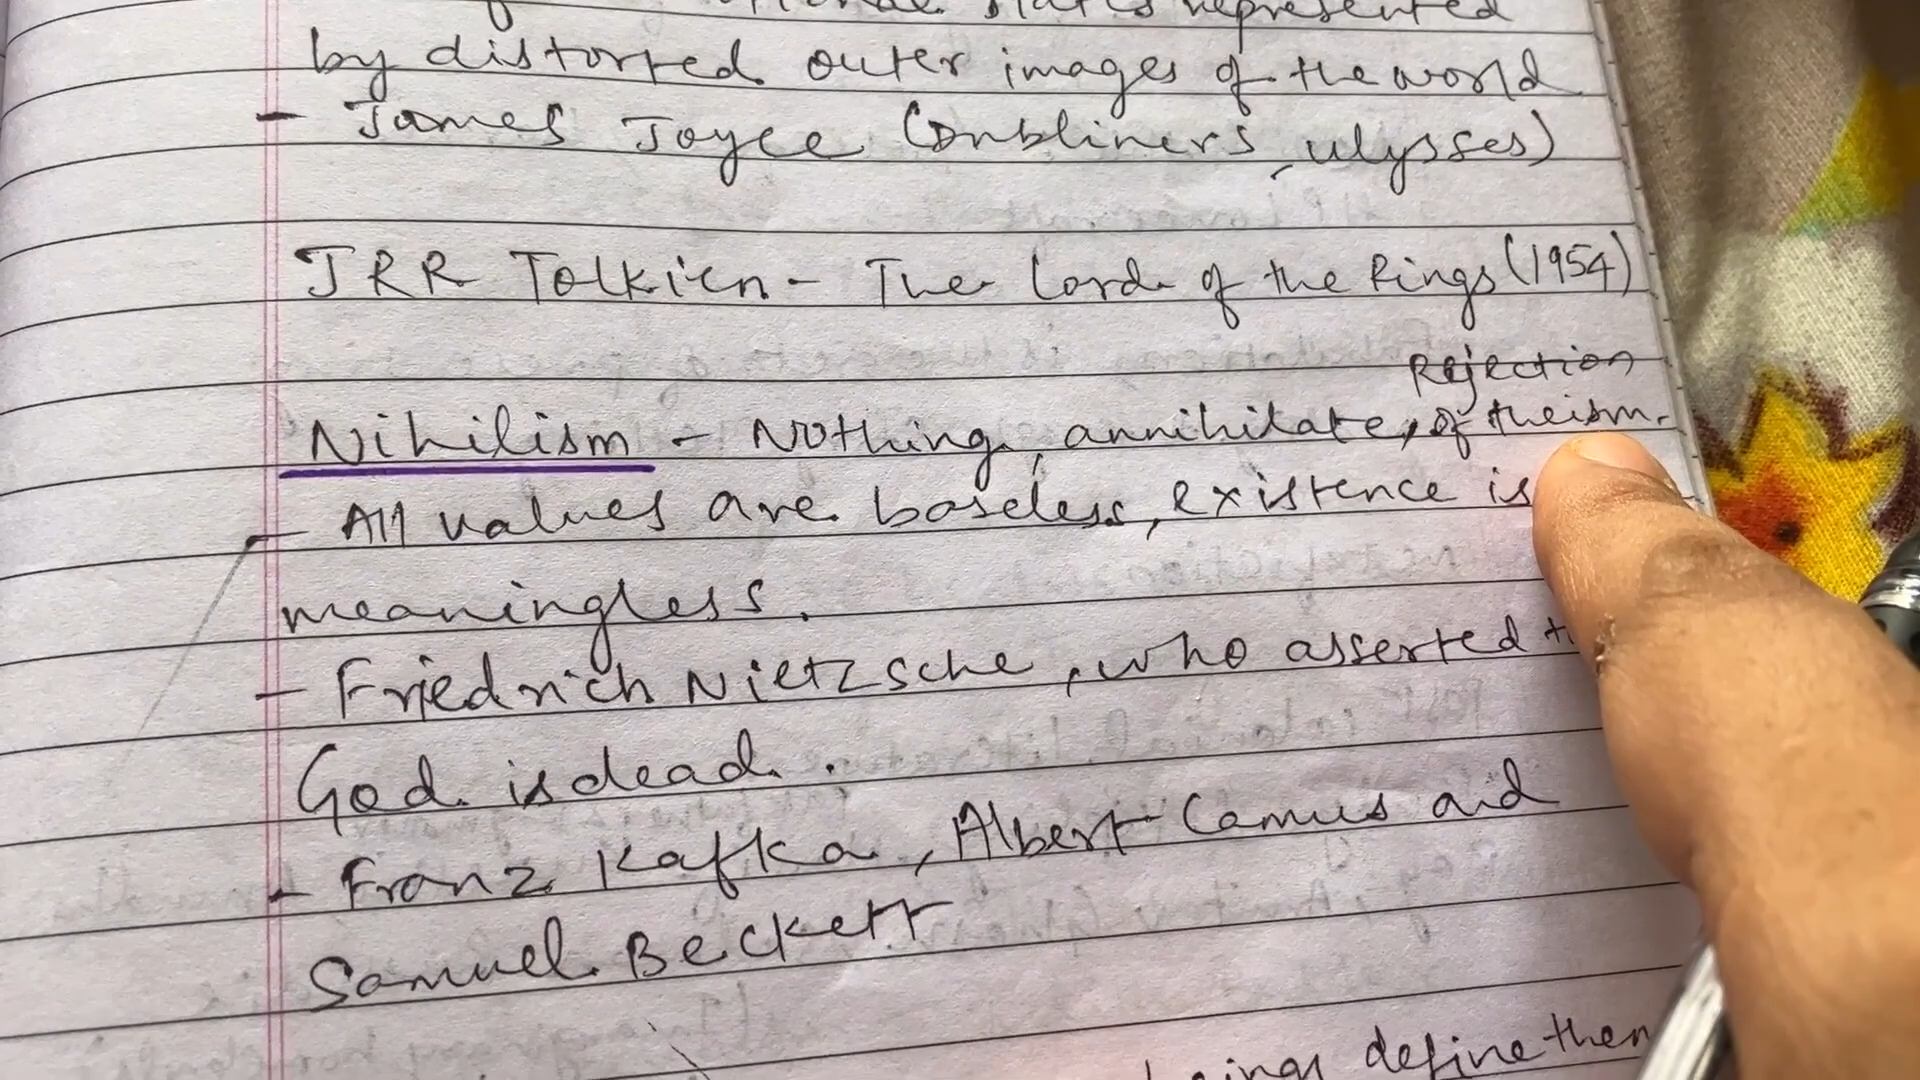 states represented
by distorted outer images of the world
- James Joyce (Dubliners, ulysses)
JRR Tolkien - The Lord of the Rings (1954)
Rejection
Nihilism - Nothing, annihilate, of theism.
- All values are baseless, existence is
meaningless.
- Friedrich Nietzsche, who asserted
God is dead.
- Franz Kafka, Albert Camus and
Samuel Beckett
define